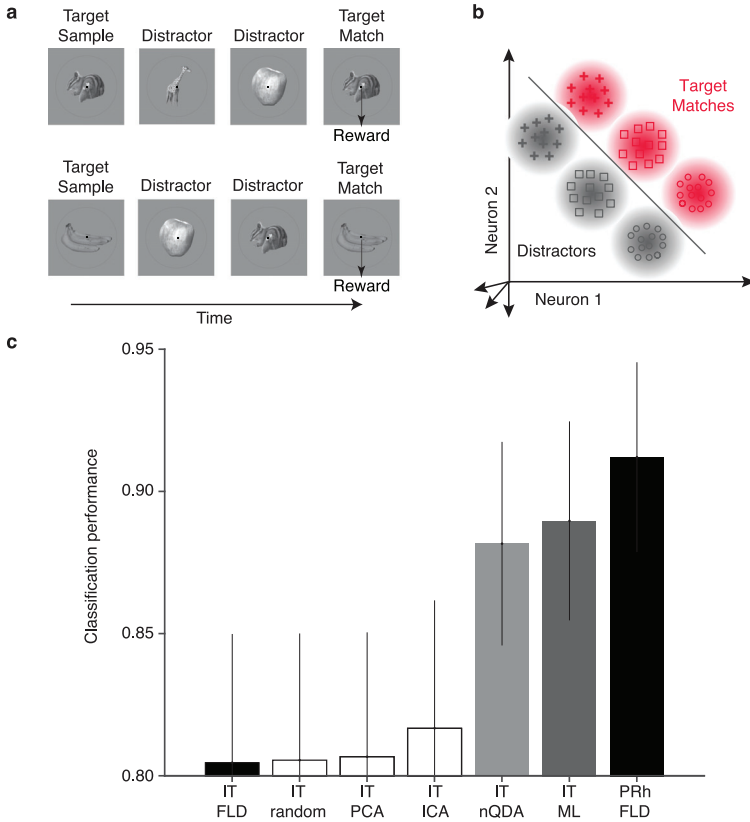 a
Target
Sample
Distractor
Distractor
Target
Match
Reward
Target
Sample
Distractor
Distractor
Target
Match
Reward
Time
b
Target
Matches
Neuron 2
Distractors
Neuron 1
c
0.95
0.90
0.85
0.80
Classification performance
IT
FLD
IT
random
IT
PCA
IT
ICA
IT
nQDA
IT
ML
PRh
FLD